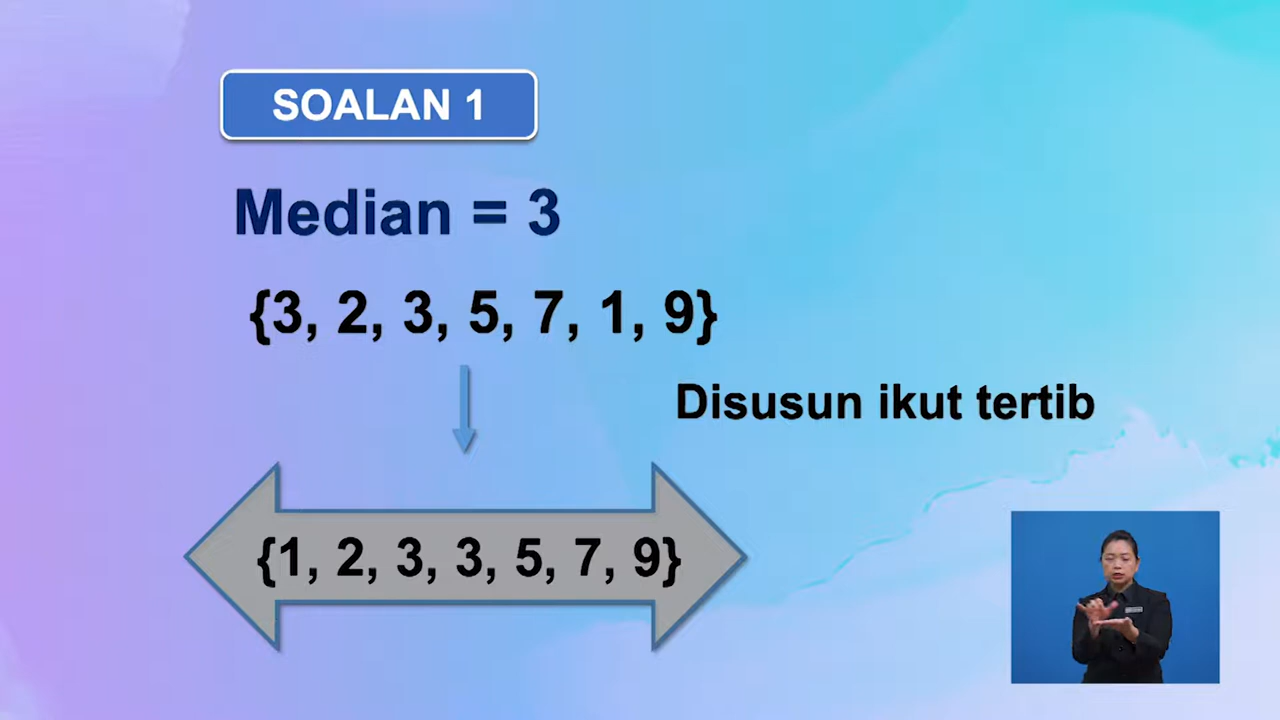 SOALAN 1
Median = 3
{3, 2, 3, 5, 7, 1, 9}
Disusun ikut tertib
{1, 2, 3, 3, 5, 7, 9}